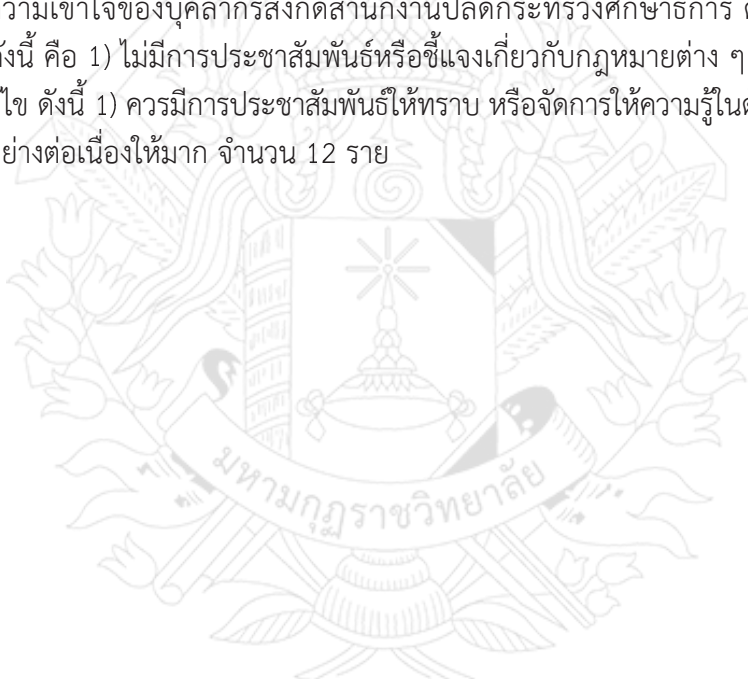 ความเข้าใจของบุคลากรสังกัดสำนักงานปลัดกระทรวงศึกษาธิการ
ดังนี้ คือ 1) ไม่มีการประชาสัมพันธ์หรือชี้แจงเกี่ยวกับกฎหมายต่าง ๆ
ไข ดังนี้ 1) ควรมีการประชาสัมพันธ์ให้ทราบ หรือจัดการให้ความรู้ใน
อย่างต่อเนื่องให้มาก จำนวน 12 ราย
มหามกุฏราชวิทยาลัย